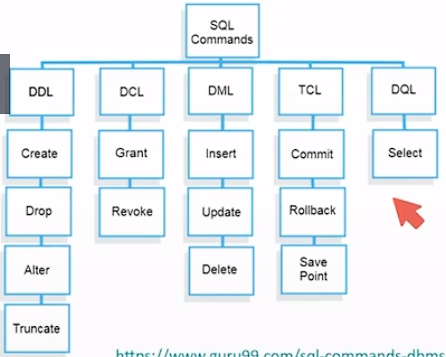 SQL
Commands
DDL
DCL
DML
TCL
DQL
Create
Grant
Insert
Commit
Select
Drop
Revoke
Update
Rollback
Alter
Delete
Save
Point
Truncate
https://www.guru99.com/sql-commands-dbms